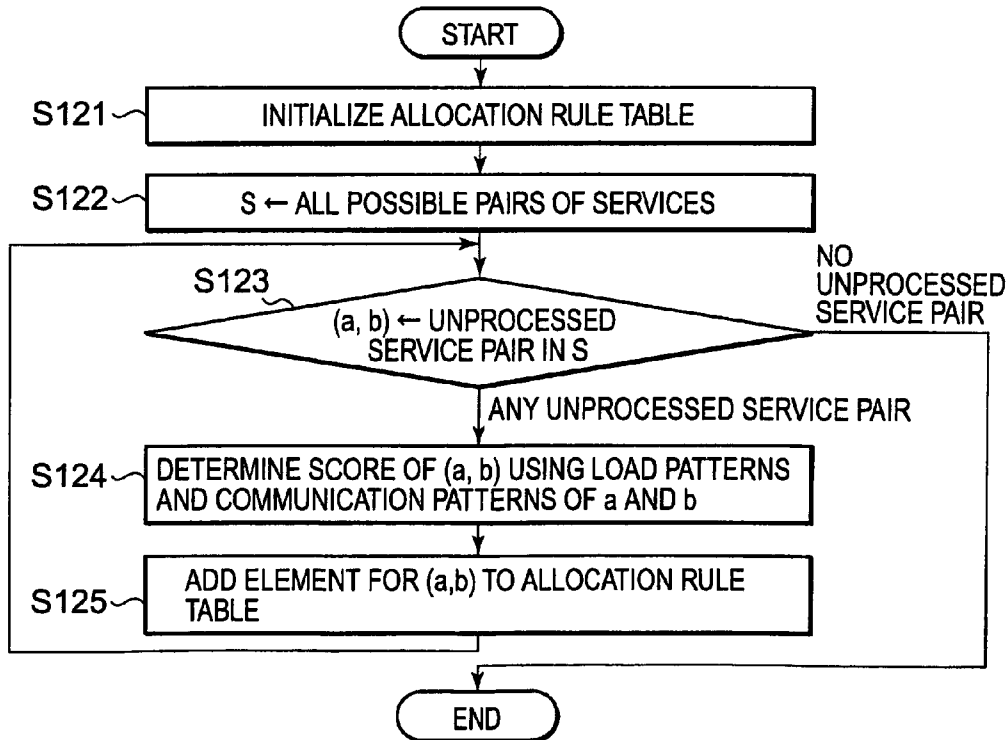 START
S121
INITIALIZE ALLOCATION RULE TABLE
S122
S ← ALL POSSIBLE PAIRS OF SERVICES
S123
(a, b) ← UNPROCESSED
SERVICE PAIR IN S
NO
UNPROCESSED
SERVICE PAIR
ANY UNPROCESSED SERVICE PAIR
S124
DETERMINE SCORE OF (a, b) USING LOAD PATTERNS
AND COMMUNICATION PATTERNS OF a AND b
S125
ADD ELEMENT FOR (a,b) TO ALLOCATION RULE
TABLE
END